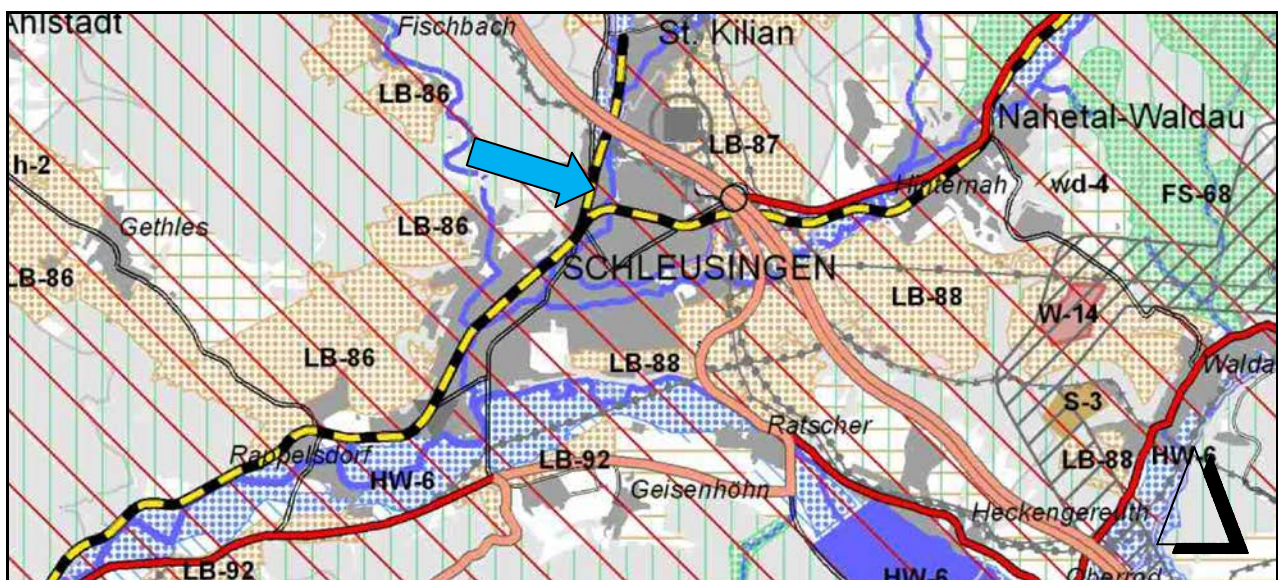 Ahlstadt
Fischbach
St. Kilian
LB-86
LB-87
Nahetal-Waldau
h-2
Hinternah
wd-4
FS-68
Gethles
LB-86
SCHLEUSINGEN
LB-86
LB-88
W-14
LB-86
LB-88
Walda
S-3
Ratscher
Rappelsdorf
LB-92
LB-88
HW-6
HW-6
Geisenhöhn
Heckengereuth
LB-92
HW-6
Oberrod